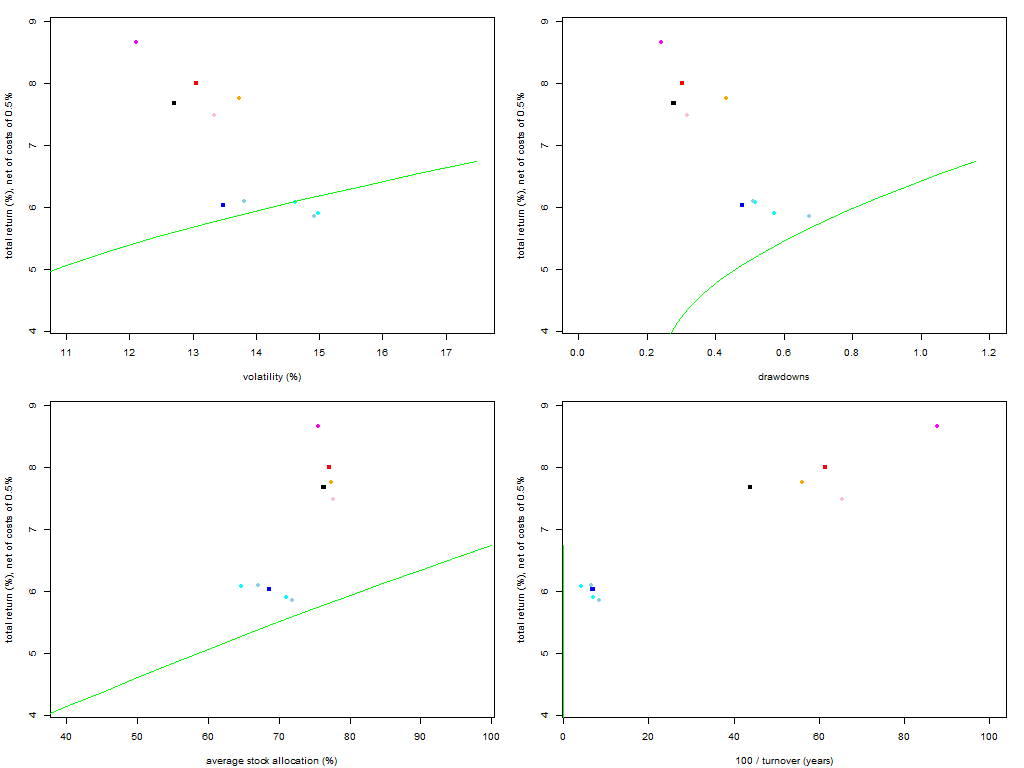 9
8
7
6
5
4
total return (%), net of costs of 0.5%
11 12 13 14 15 16 17
volatility (%)
9
8
7
6
5
4
total return (%), net of costs of 0.5%
0.0 0.2 0.4 0.6 0.8 1.0 1.2
drawdowns
9
8
7
6
5
4
total return (%), net of costs of 0.5%
40 50 60 70 80 90 100
average stock allocation (%)
9
8
7
6
5
4
total return (%), net of costs of 0.5%
0 20 40 60 80 100
100 / turnover (years)